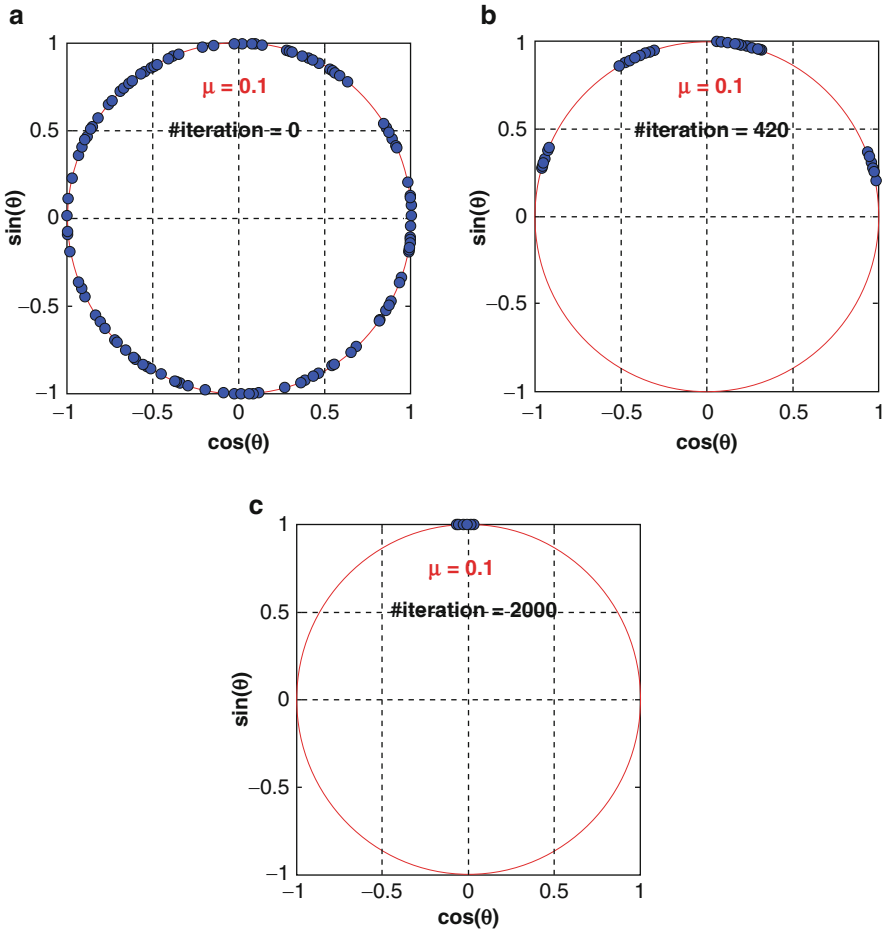 a
1
0.5
0
−0.5
−1
−1
−0.5
0
0.5
1
sin(θ)
cos(θ)
μ = 0.1
#iteration = 0
b
1
0.5
0
−0.5
−1
−1
−0.5
0
0.5
1
sin(θ)
cos(θ)
μ = 0.1
#iteration = 420
c
1
0.5
0
−0.5
−1
−1
−0.5
0
0.5
1
sin(θ)
cos(θ)
μ = 0.1
#iteration = 2000